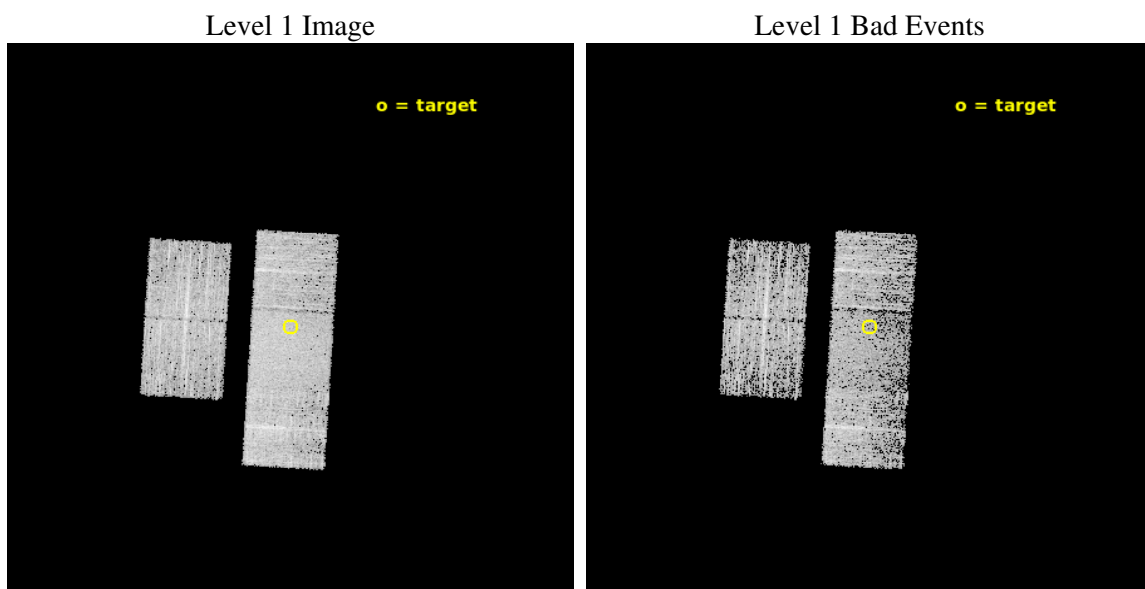 Level 1 Image
Level 1 Bad Events
o = target
o = target